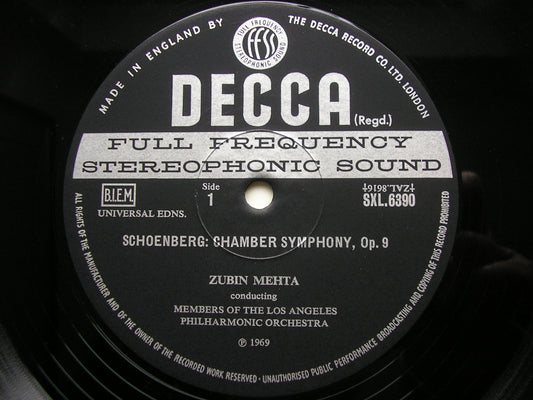 MADE IN ENGLAND BY
THE DECCA RECORD CO. LTD. LONDON
FULL FREQUENCY
ffss
STEREOPHONIC SOUND
DECCA
(Regd.)
FULL FREQUENCY
STEREOPHONIC SOUND
B.I.E.M.
UNIVERSAL EDNS.
Side
1
ZAL.8616
SXL.6390
SCHOENBERG: CHAMBER SYMPHONY, Op. 9
ZUBIN MEHTA
conducting
MEMBERS OF THE LOS ANGELES
PHILHARMONIC ORCHESTRA
Ⓟ 1969
ALL RIGHTS OF THE MANUFACTURER AND OF THE OWNER OF THE RECORDED WORK RESERVED · UNAUTHORISED PUBLIC PERFORMANCE BROADCASTING AND COPYING OF THIS RECORD PROHIBITED